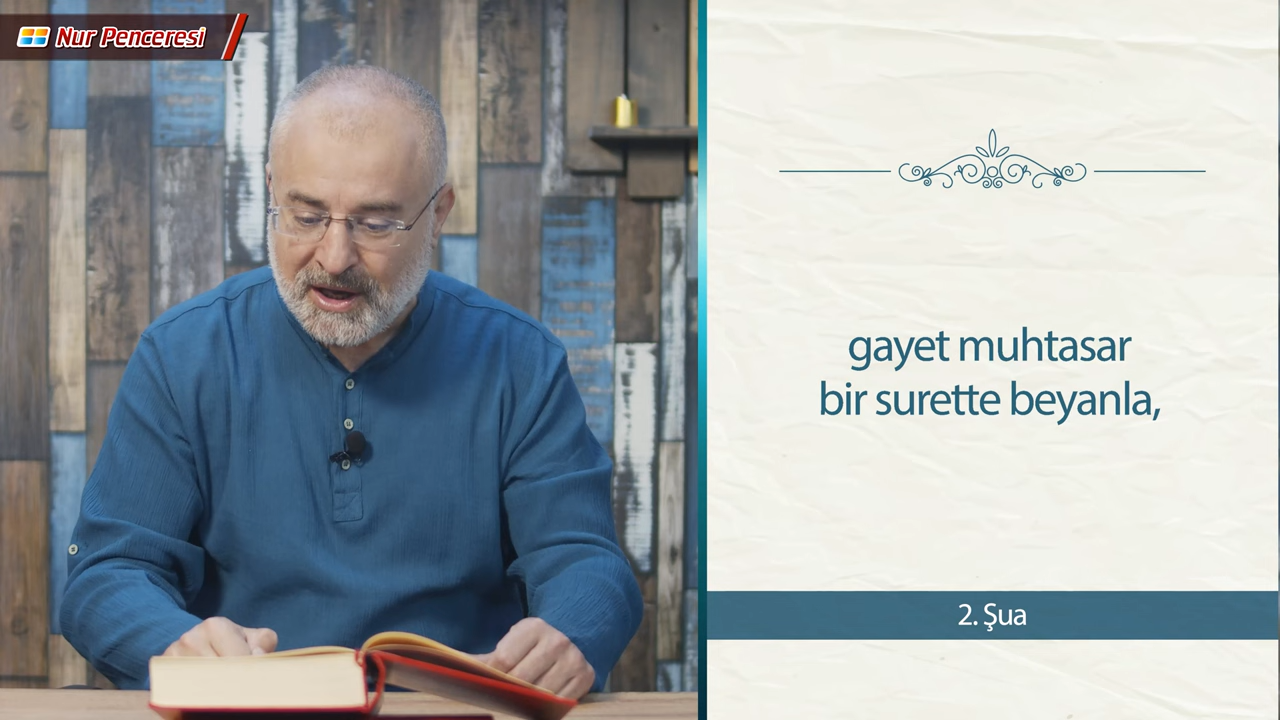 Nur Penceresi
gayet muhtasar
bir surette beyanla,
2. Şua